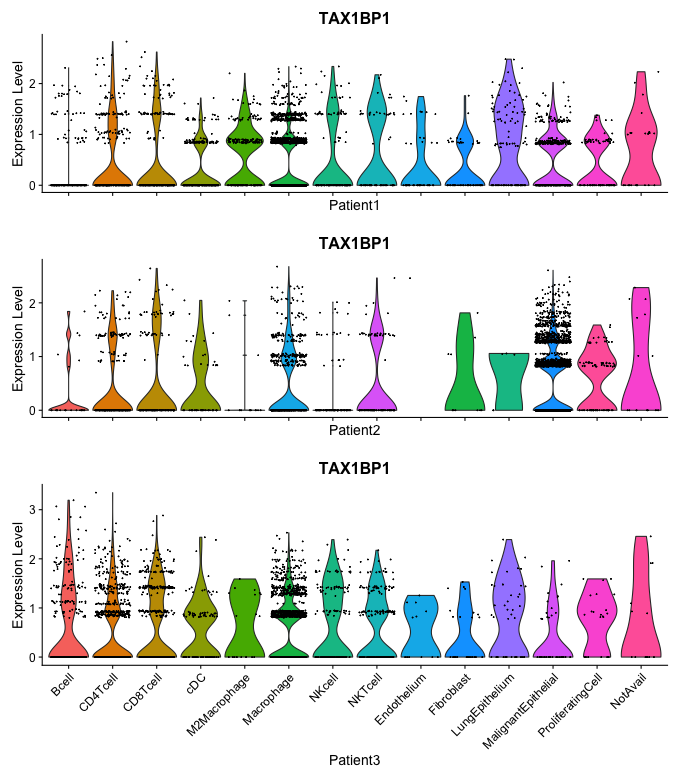 TAX1BP1
Expression Level
2
1
0
Patient1
TAX1BP1
Expression Level
2
1
0
Patient2
TAX1BP1
Expression Level
3
2
1
0
Bcell
CD4Tcell
CD8Tcell
cDC
M2Macrophage
Macrophage
NKcell
NKTcell
Endothelium
Fibroblast
LungEpithelium
MalignantEpithelial
ProliferatingCell
NotAvail
Patient3